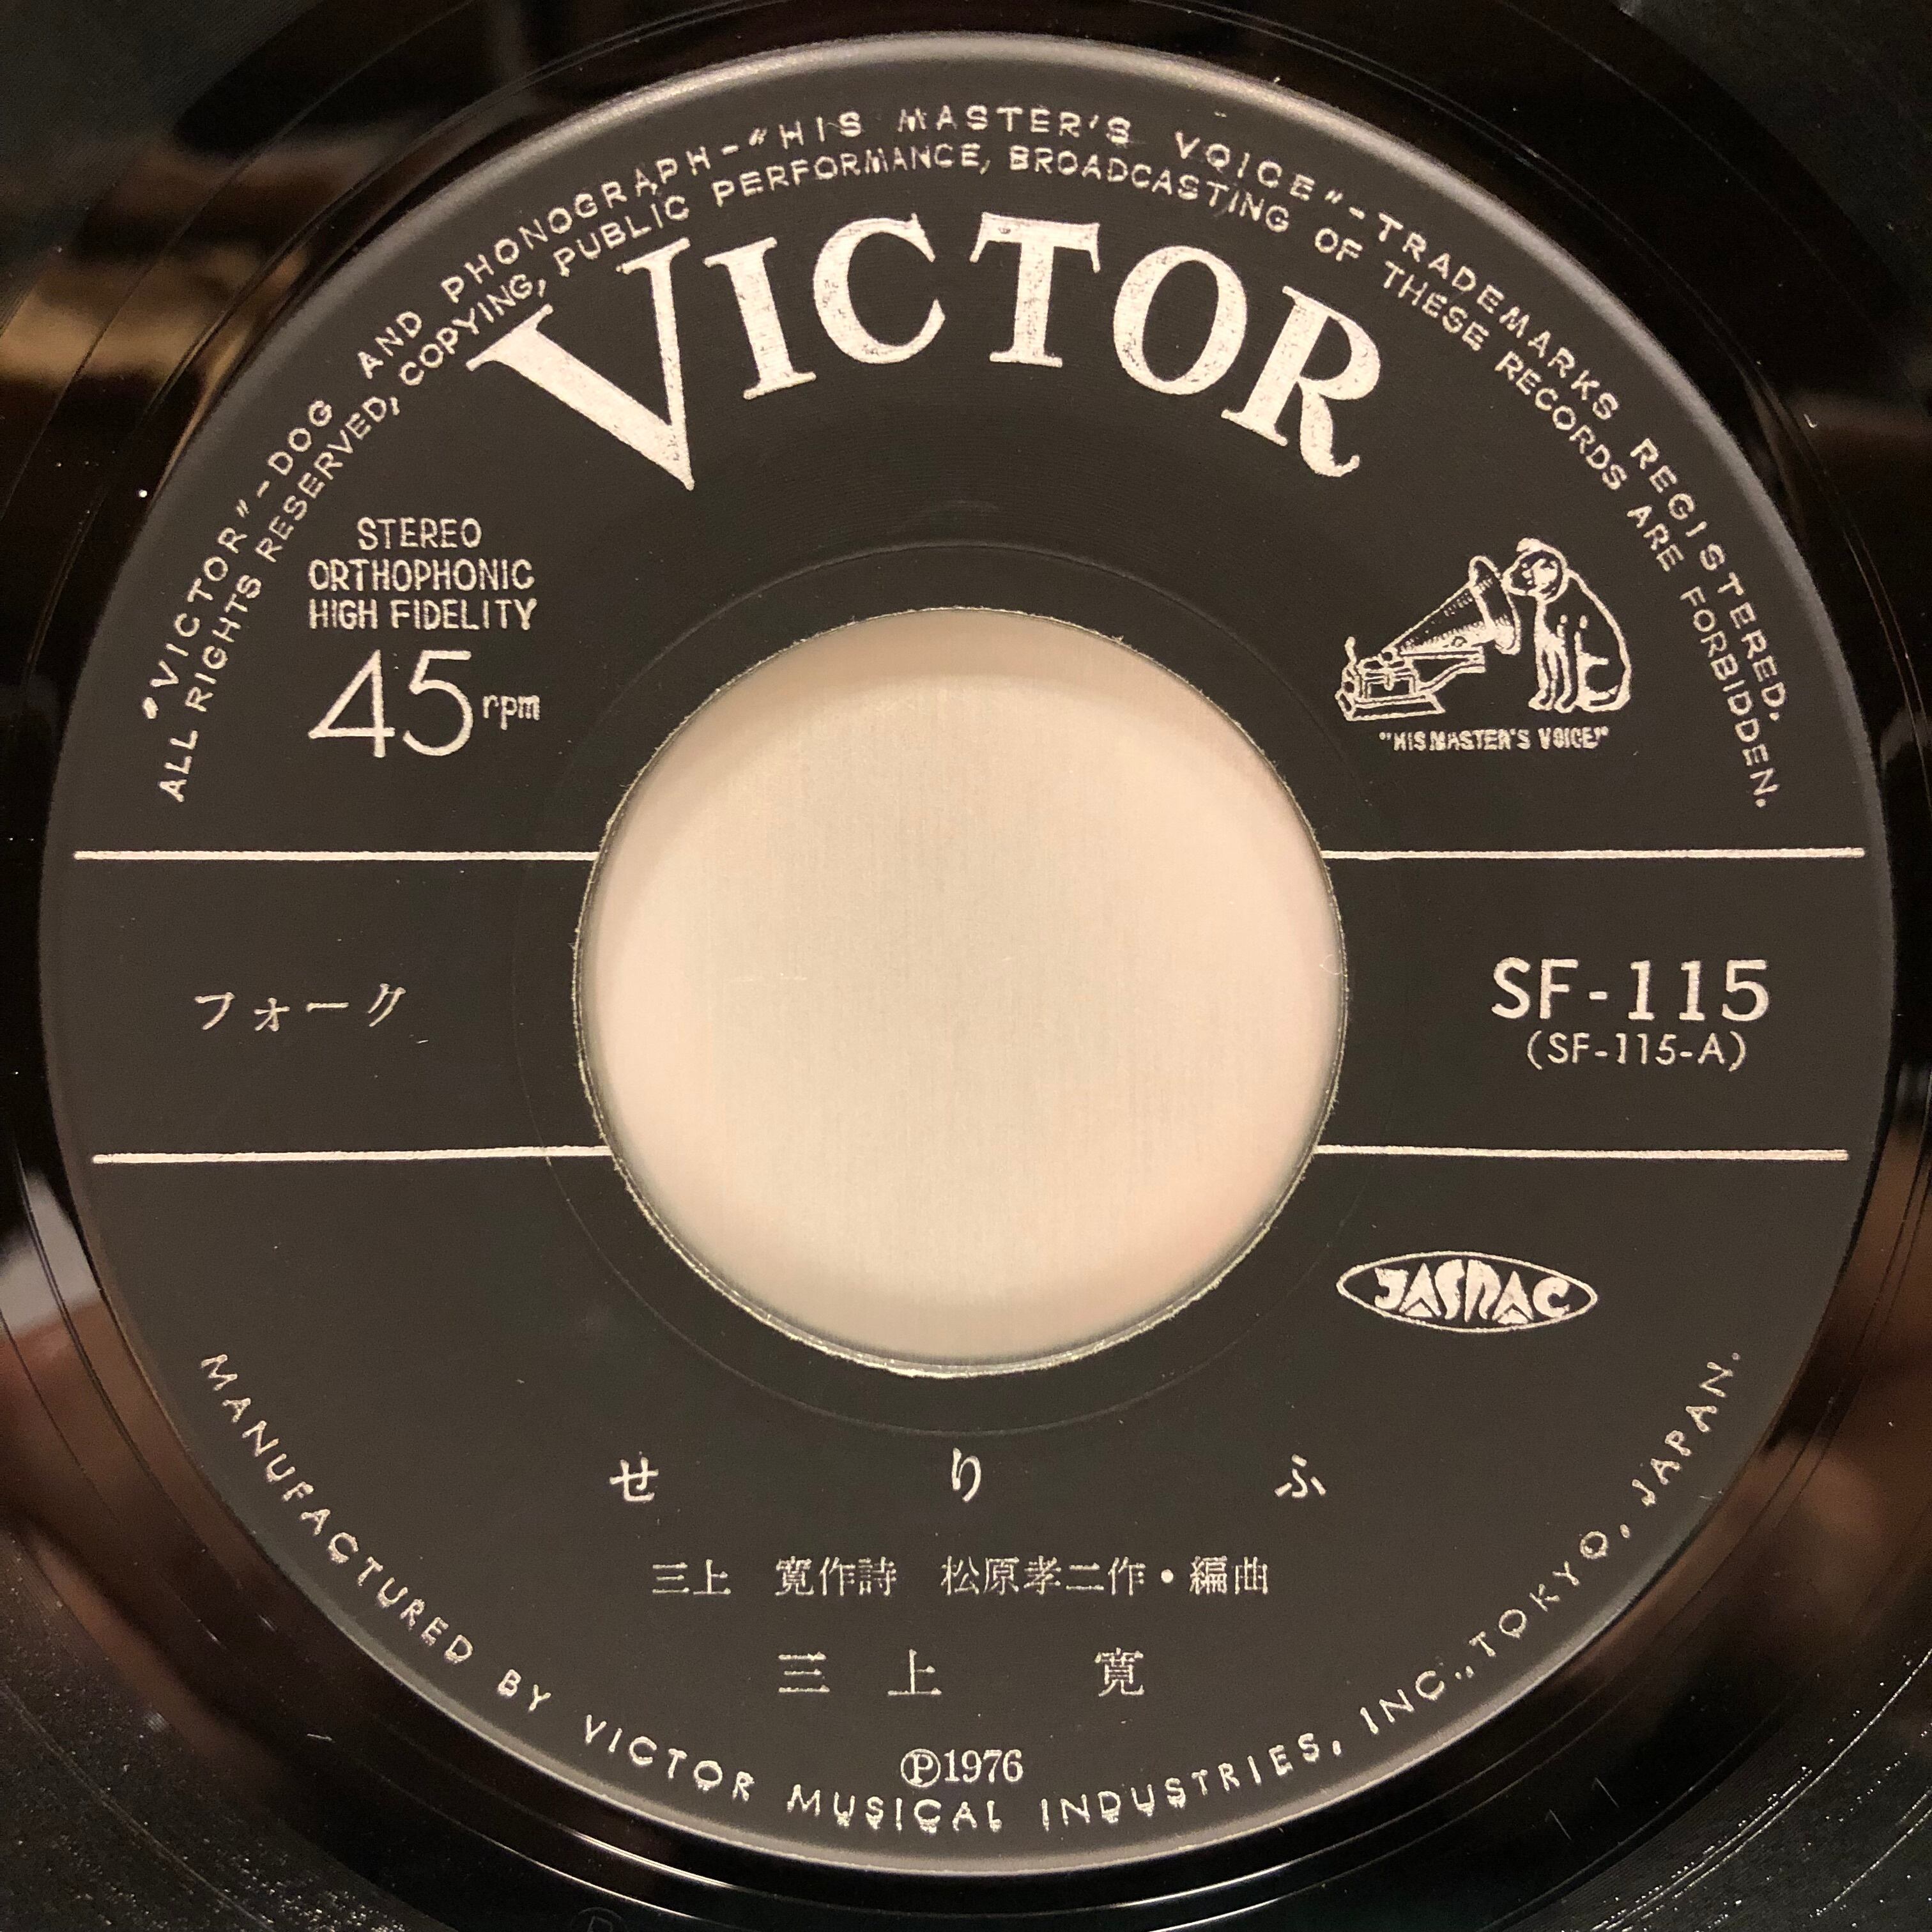 "VICTOR"-DOG AND PHONOGRAPH-"HIS MASTER'S VOICE"-TRADEMARKS REGISTERED.
ALL RIGHTS RESERVED, COPYING, PUBLIC PERFORMANCE, BROADCASTING OF THESE RECORDS ARE FORBIDDEN.
VICTOR
STEREO
ORTHOPHONIC
HIGH FIDELITY
45rpm
"HIS MASTER'S VOICE"
フォーク
SF-115
(SF-115-A)
JASRAC
せりふ
三上 寛作詩 松原孝二作・編曲
三上 寛
Ⓟ1976
MANUFACTURED BY VICTOR MUSICAL INDUSTRIES, INC., TOKYO, JAPAN.